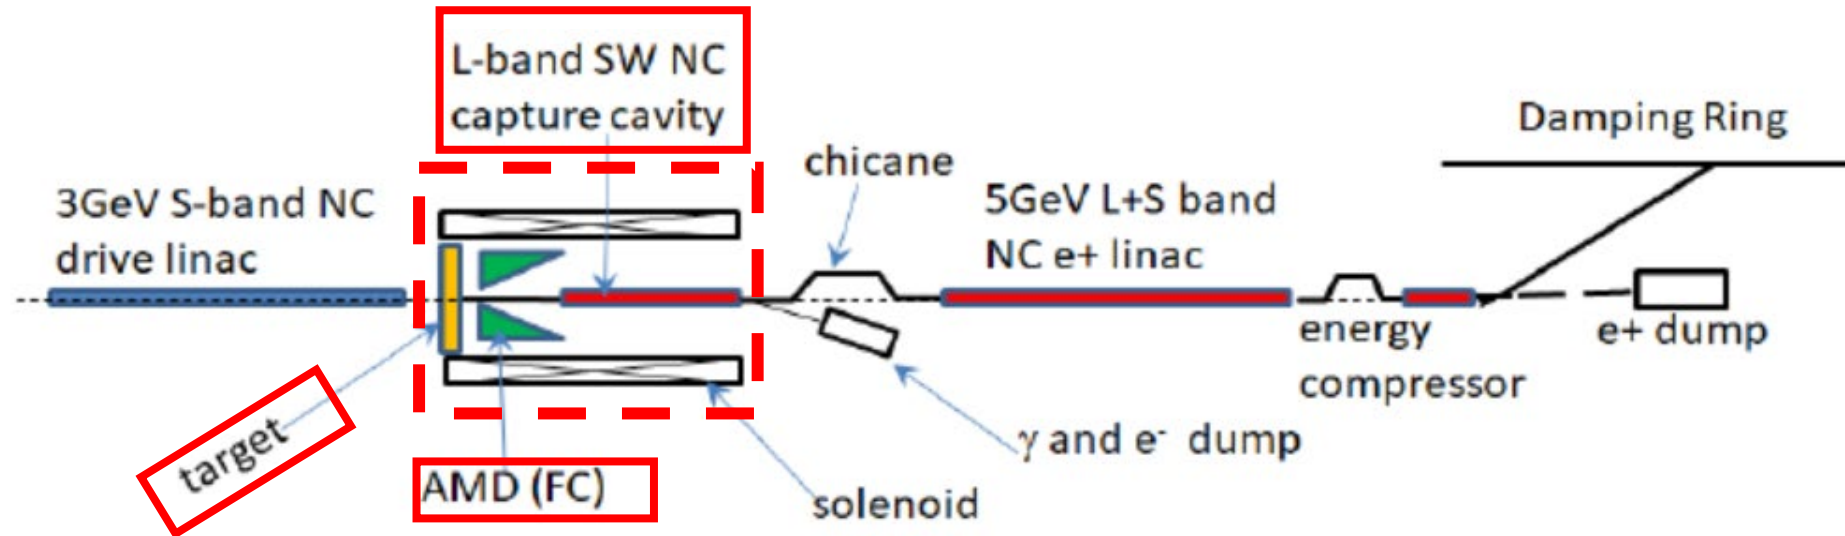 L-band SW NC
capture cavity
Damping Ring
chicane
3GeV S-band NC
drive linac
5GeV L+S band
NC e+ linac
energy
compressor
e+ dump
target
AMD (FC)
γ and e⁻ dump
solenoid